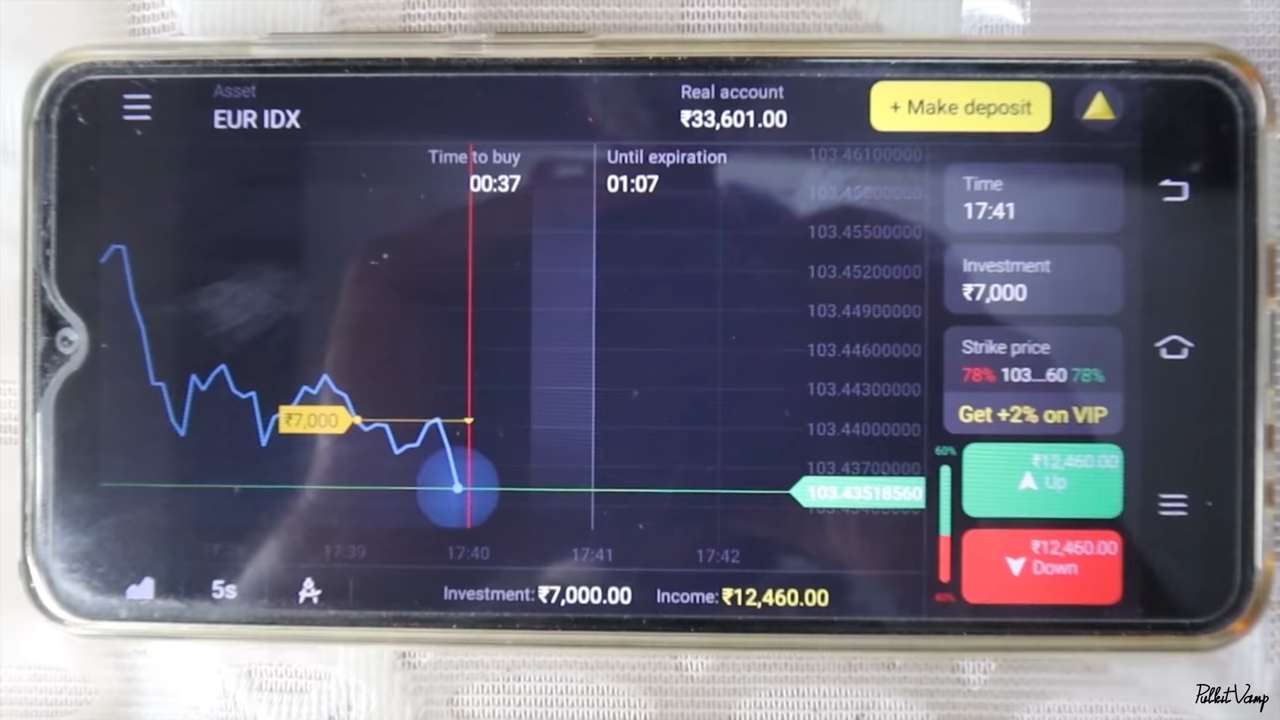 Asset
EUR IDX
Real account
₹33,601.00
+ Make deposit
Time to buy
00:37
Until expiration
01:07
103.46100000
103.45800000
103.45500000
103.45200000
103.44900000
103.44600000
103.44300000
103.44000000
103.43700000
103.43518560
₹7,000
17:39
17:40
17:41
17:42
5s
Investment: ₹7,000.00
Income: ₹12,460.00
Time
17:41
Investment
₹7,000
Strike price
78% 103....60 78%
Get +2% on VIP
60%
₹12,460.00
Up
₹12,460.00
Down
40%
PulkitVamp